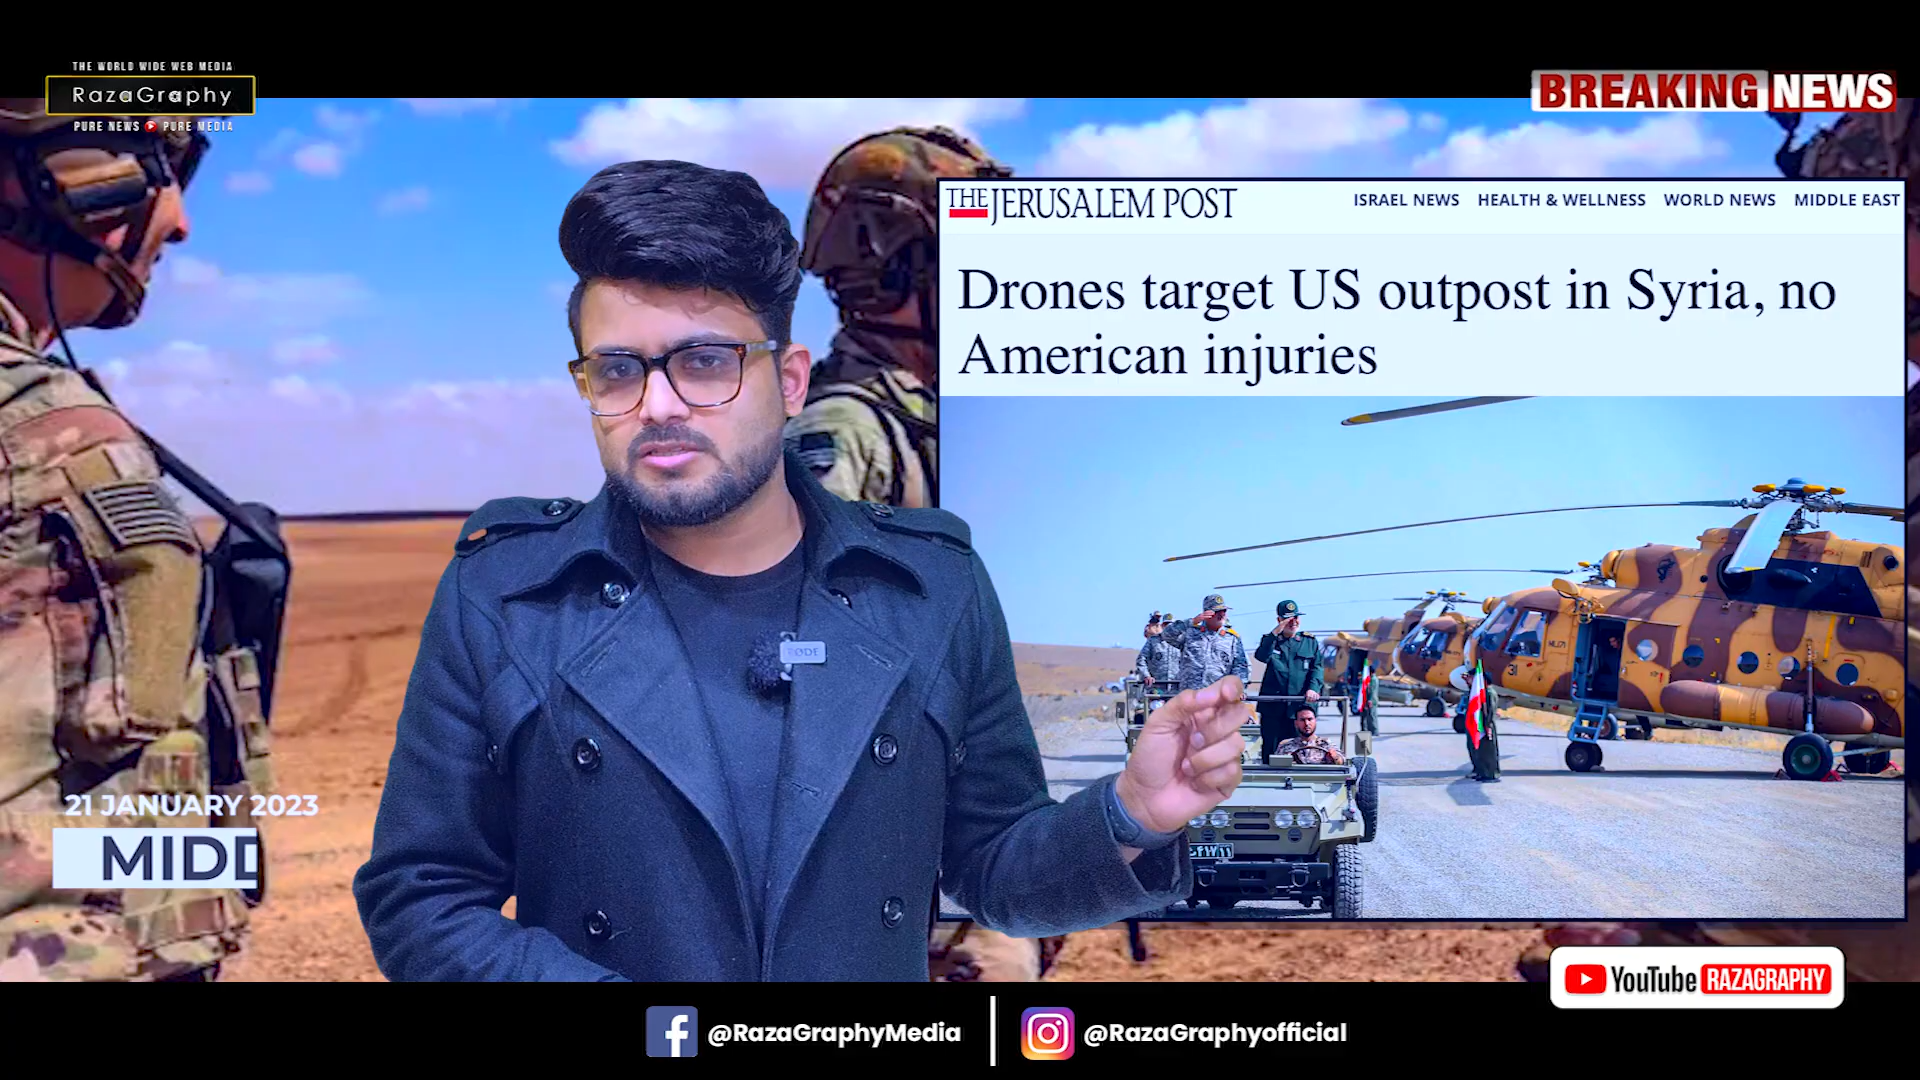 THE WORLD WIDE WEB MEDIA
RazaGraphy
PURE NEWS PURE MEDIA
BREAKING NEWS
THE JERUSALEM POST
ISRAEL NEWS HEALTH & WELLNESS WORLD NEWS MIDDLE EAST
Drones target US outpost in Syria, no
American injuries
RØDE
31
21 JANUARY 2023
MIDD
YouTube RAZAGRAPHY
@RazaGraphyMedia
@RazaGraphyofficial